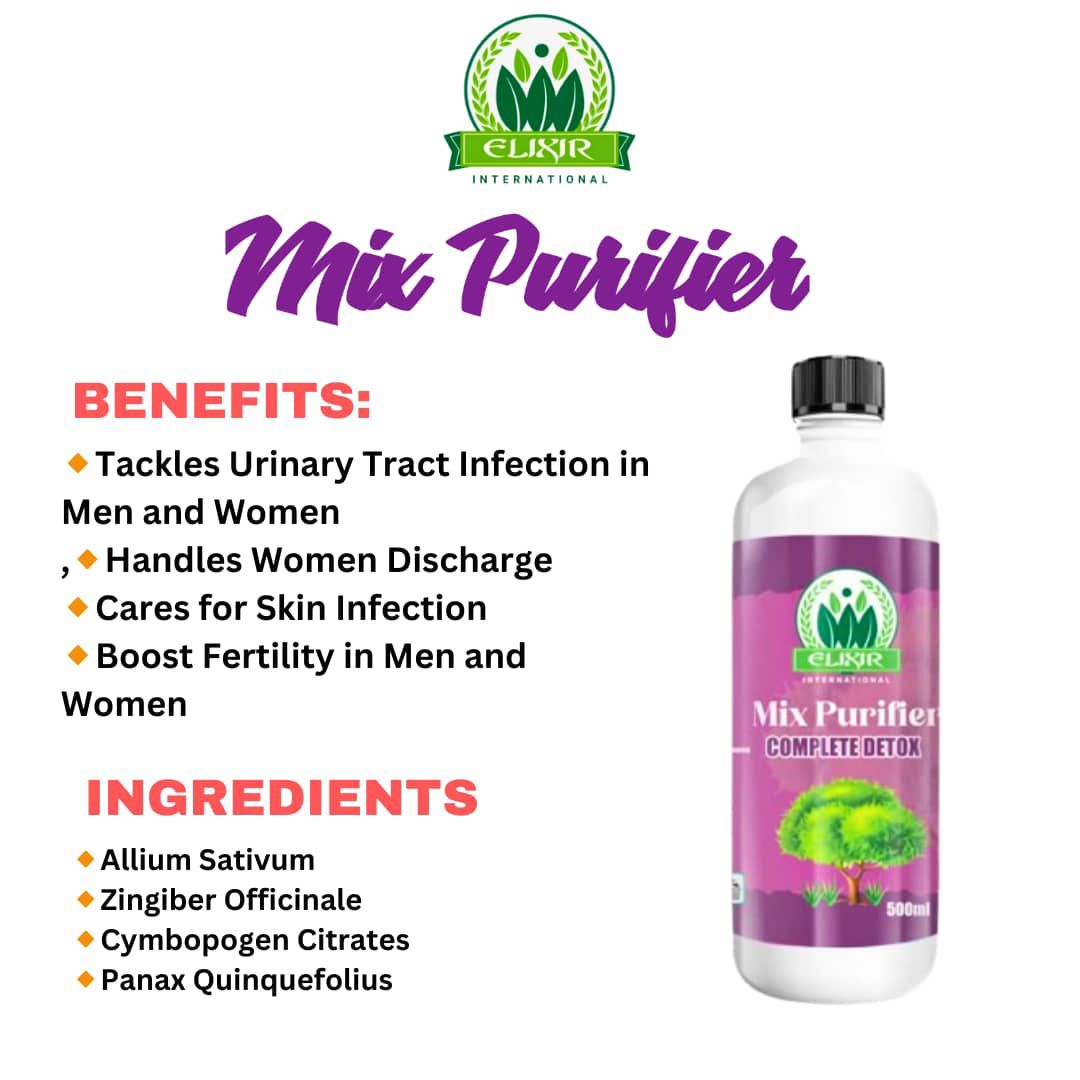 ELIXIR
INTERNATIONAL
Mix Purifier
BENEFITS:
🔸Tackles Urinary Tract Infection in
Men and Women
,🔸Handles Women Discharge
🔸Cares for Skin Infection
🔸Boost Fertility in Men and
Women
INGREDIENTS
🔸Allium Sativum
🔸Zingiber Officinale
🔸Cymbopogen Citrates
🔸Panax Quinquefolius
ELIXIR
INTERNATIONAL
Mix Purifier
COMPLETE DETOX
500ml